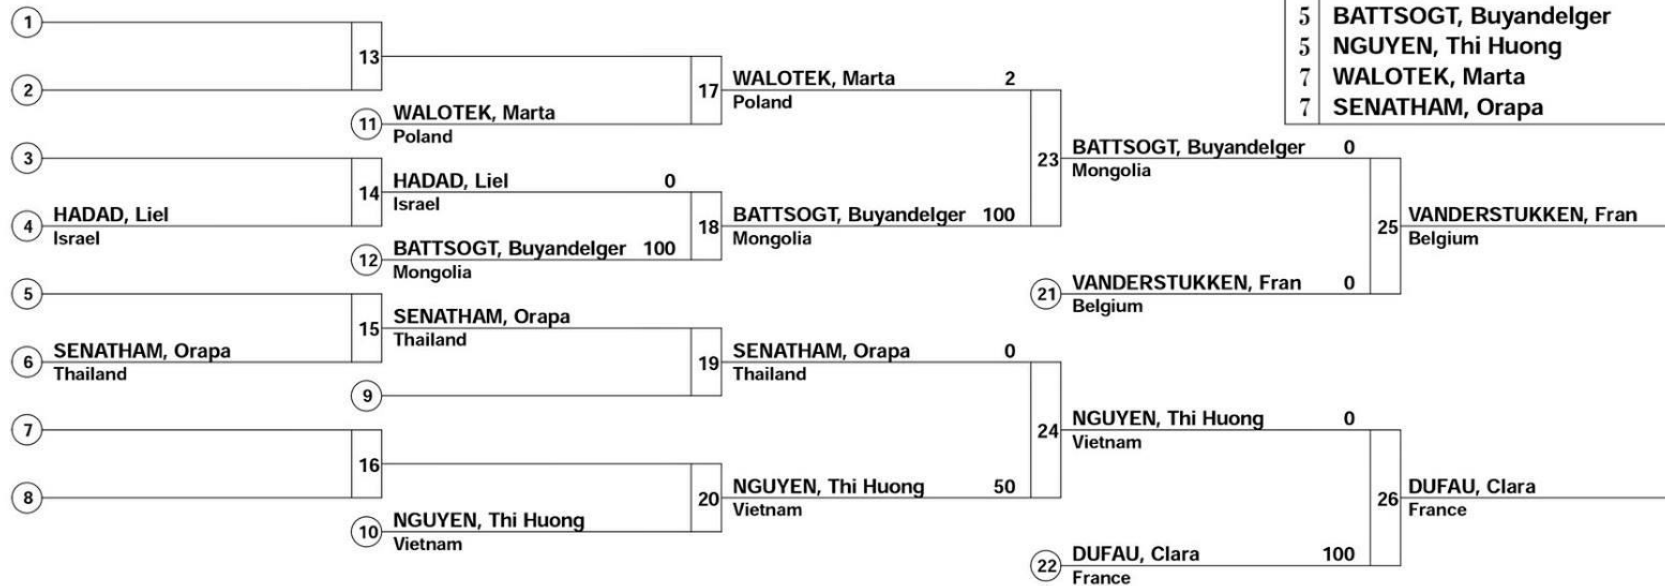 5 BATTSOGT, Buyandelger
5 NGUYEN, Thi Huong
7 WALOTEK, Marta
7 SENATHAM, Orapa
1
13
2
WALOTEK, Marta 2
17
Poland
WALOTEK, Marta
11
Poland
3
BATTSOGT, Buyandelger 0
23
Mongolia
HADAD, Liel 0
14
Israel
HADAD, Liel
4
Israel
BATTSOGT, Buyandelger 100
18
Mongolia
VANDERSTUKKEN, Fran
25
Belgium
BATTSOGT, Buyandelger 100
12
Mongolia
5
VANDERSTUKKEN, Fran 0
21
Belgium
SENATHAM, Orapa
15
Thailand
SENATHAM, Orapa
6
Thailand
SENATHAM, Orapa 0
19
Thailand
9
7
NGUYEN, Thi Huong 0
24
Vietnam
16
8
NGUYEN, Thi Huong 50
20
Vietnam
DUFAU, Clara
26
France
NGUYEN, Thi Huong
10
Vietnam
DUFAU, Clara 100
22
France